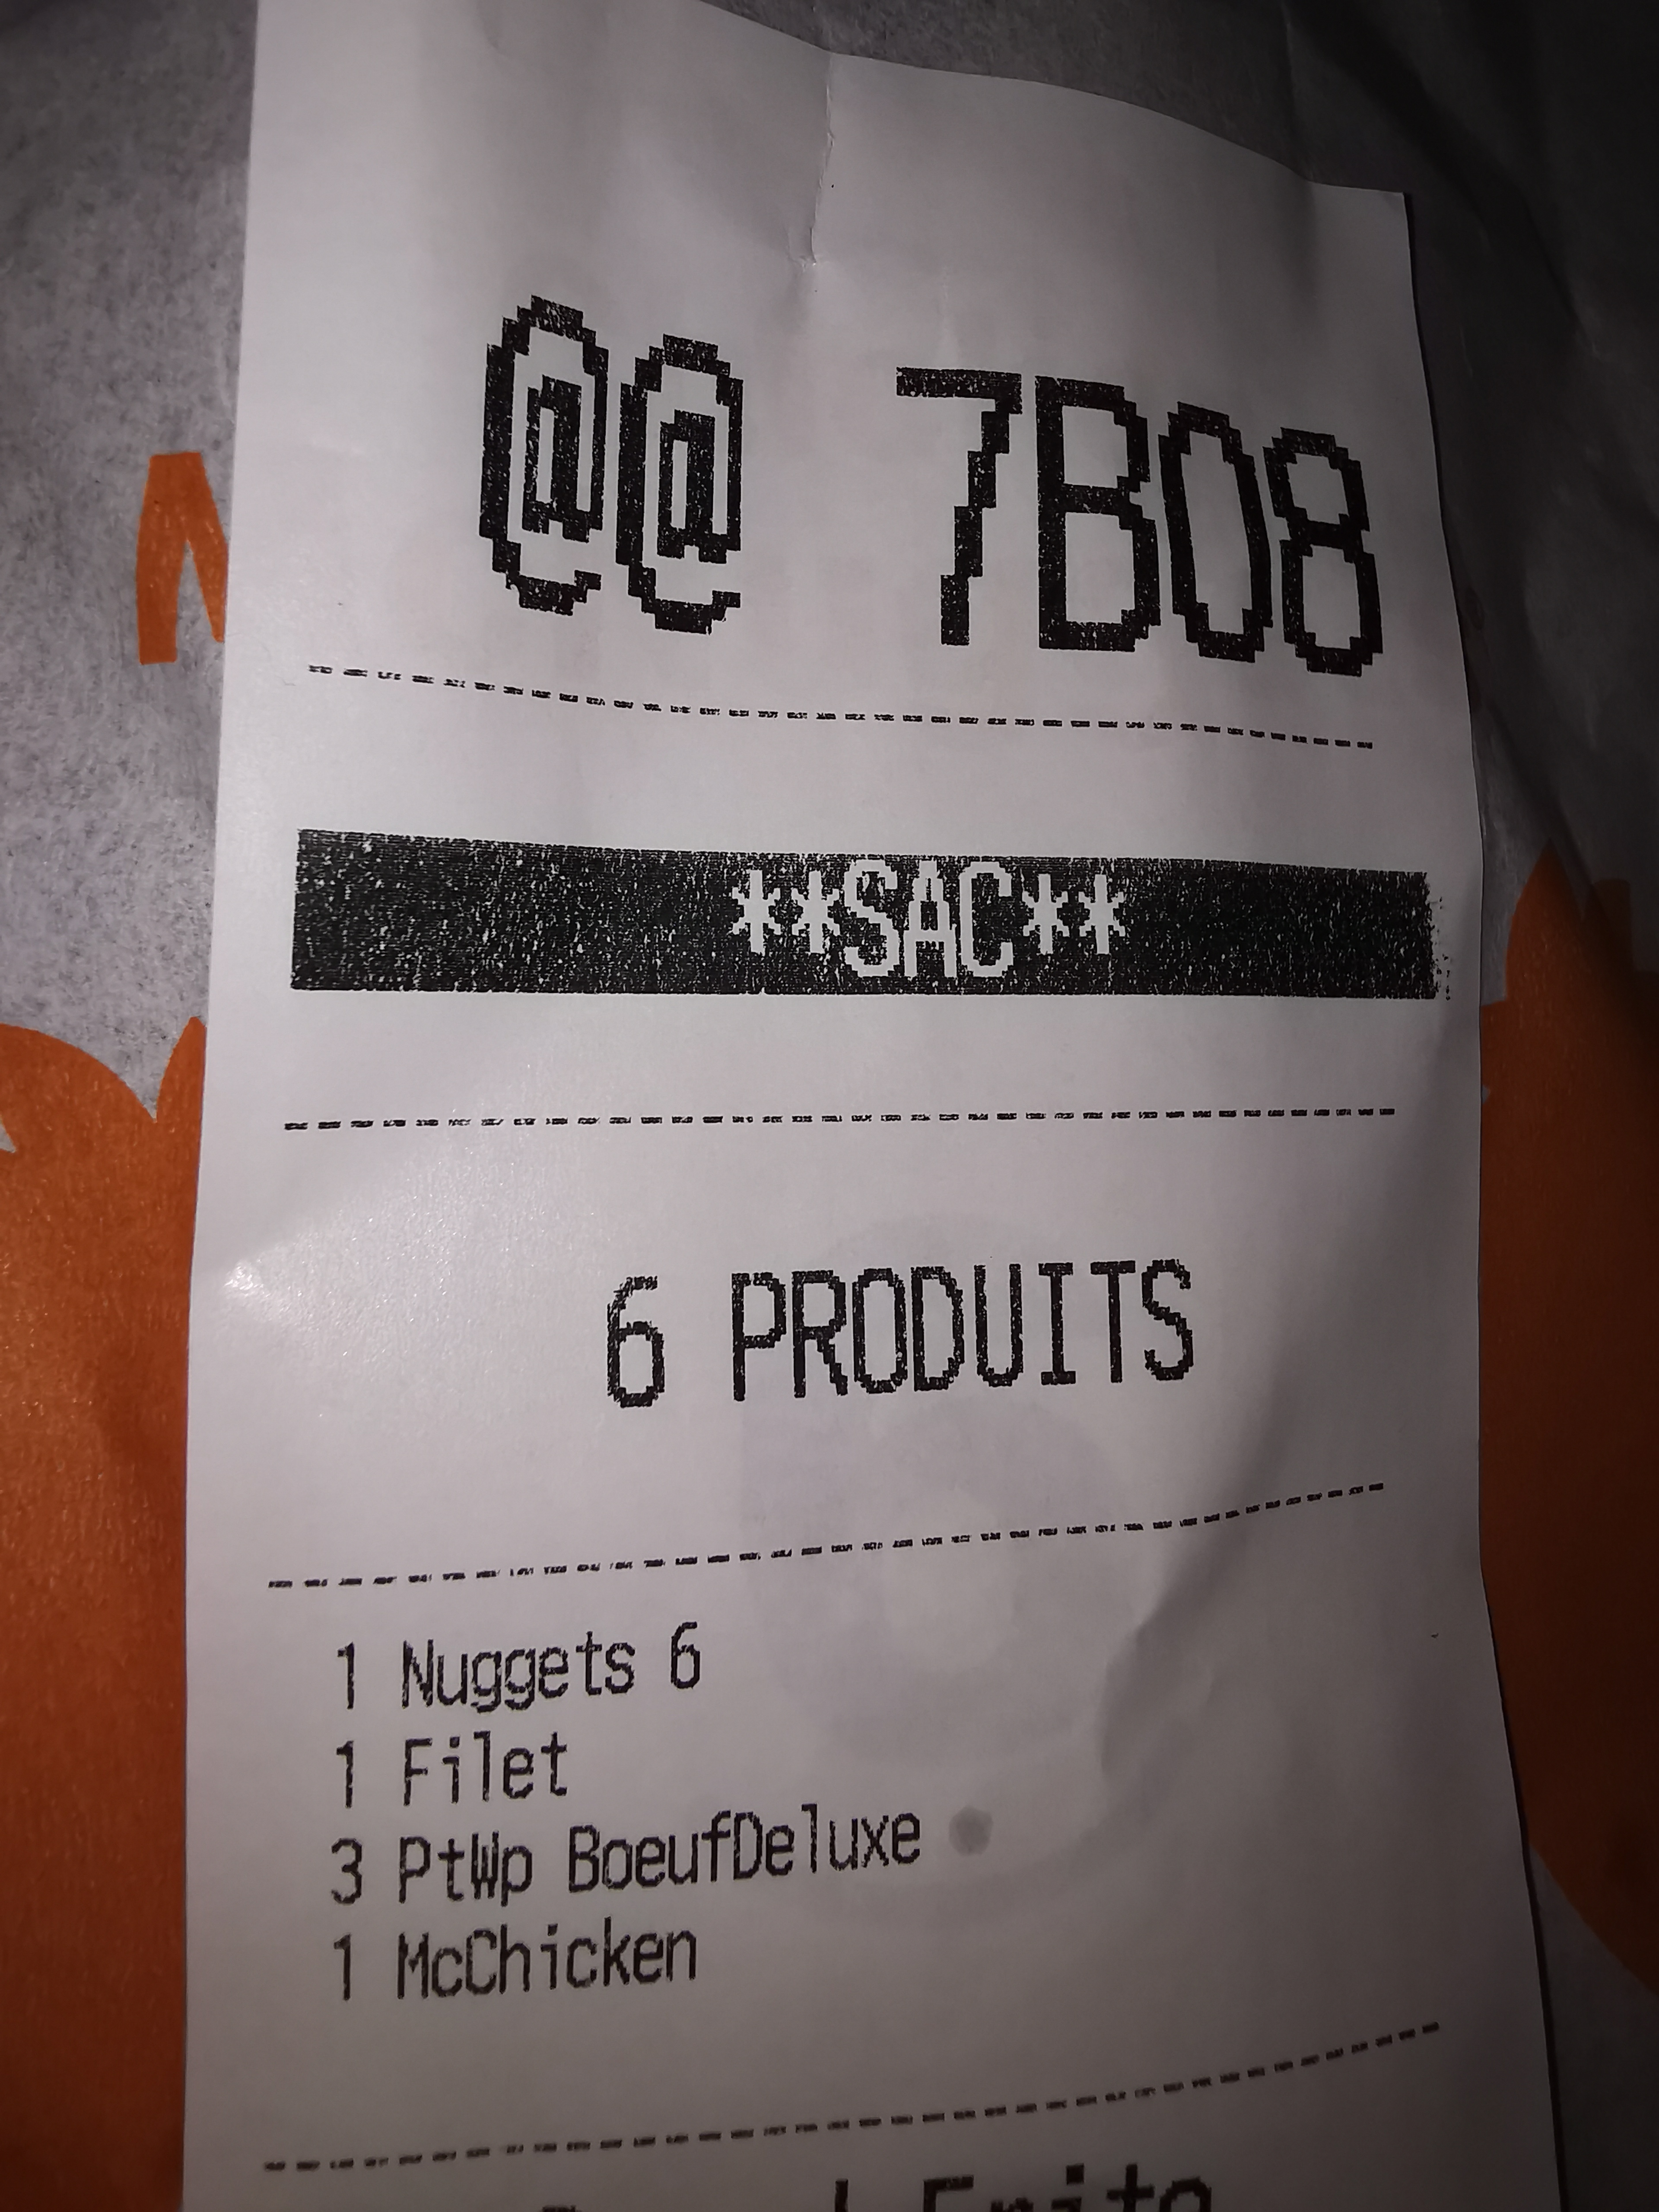 @@ 7B08
**SAC**
6 PRODUITS
1 Nuggets 6
1 Filet
3 PtWp BoeufDeluxe
1 McChicken